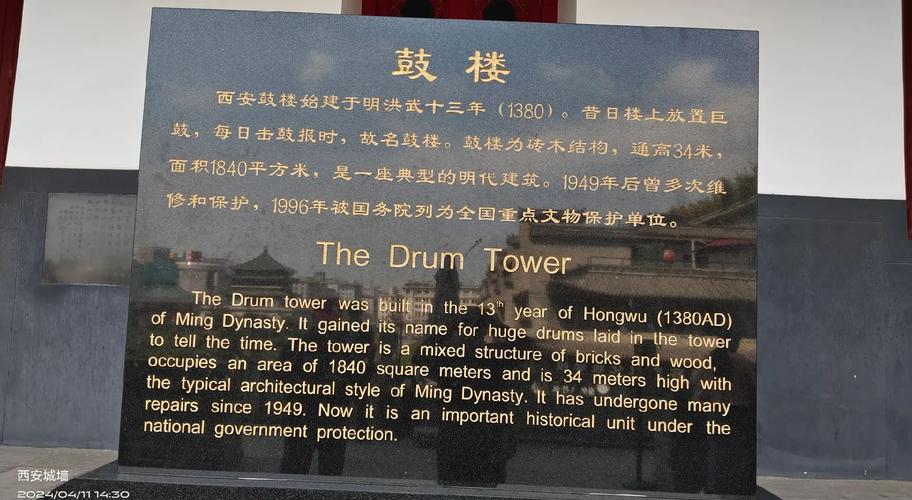 鼓 楼
西安鼓楼始建于明洪武十三年（1380）。昔日楼上放置巨
鼓，每日击鼓报时，故名鼓楼。鼓楼为砖木结构，通高34米，
面积1840平方米，是一座典型的明代建筑。1949年后曾多次维
修和保护，1996年被国务院列为全国重点文物保护单位。
The Drum Tower
The Drum tower was built in the 13th year of Hongwu (1380AD)
of Ming Dynasty. It gained its name for huge drums laid in the tower
to tell the time. The tower is a mixed structure of bricks and wood,
occupies an area of 1840 square meters and is 34 meters high with
the typical architectural style of Ming Dynasty. It has undergone many
repairs since 1949. Now it is an important historical unit under the
national government protection.
西安城墙
2024/04/11 14:30